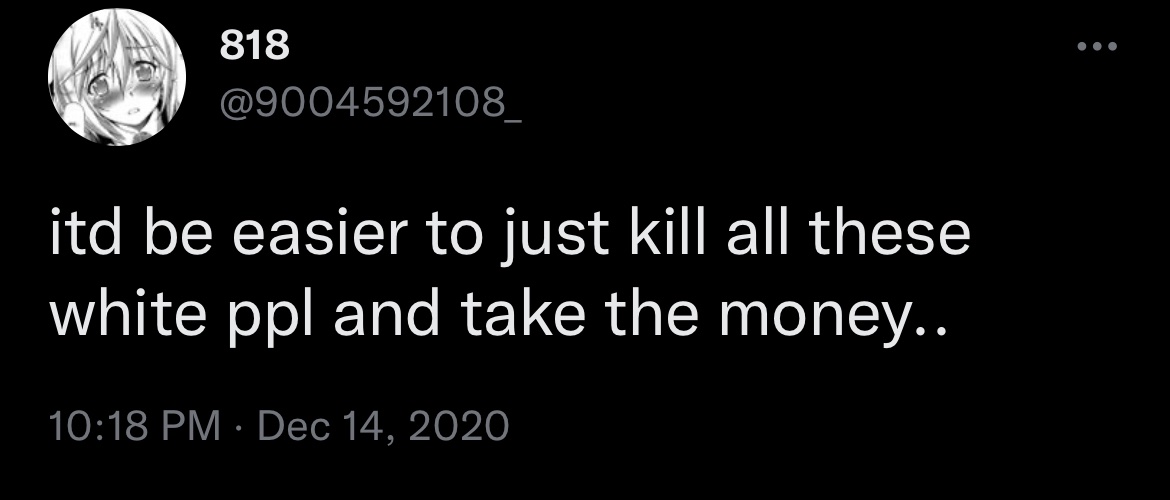 818
@9004592108_
itd be easier to just kill all these
white ppl and take the money..
10:18 PM · Dec 14, 2020